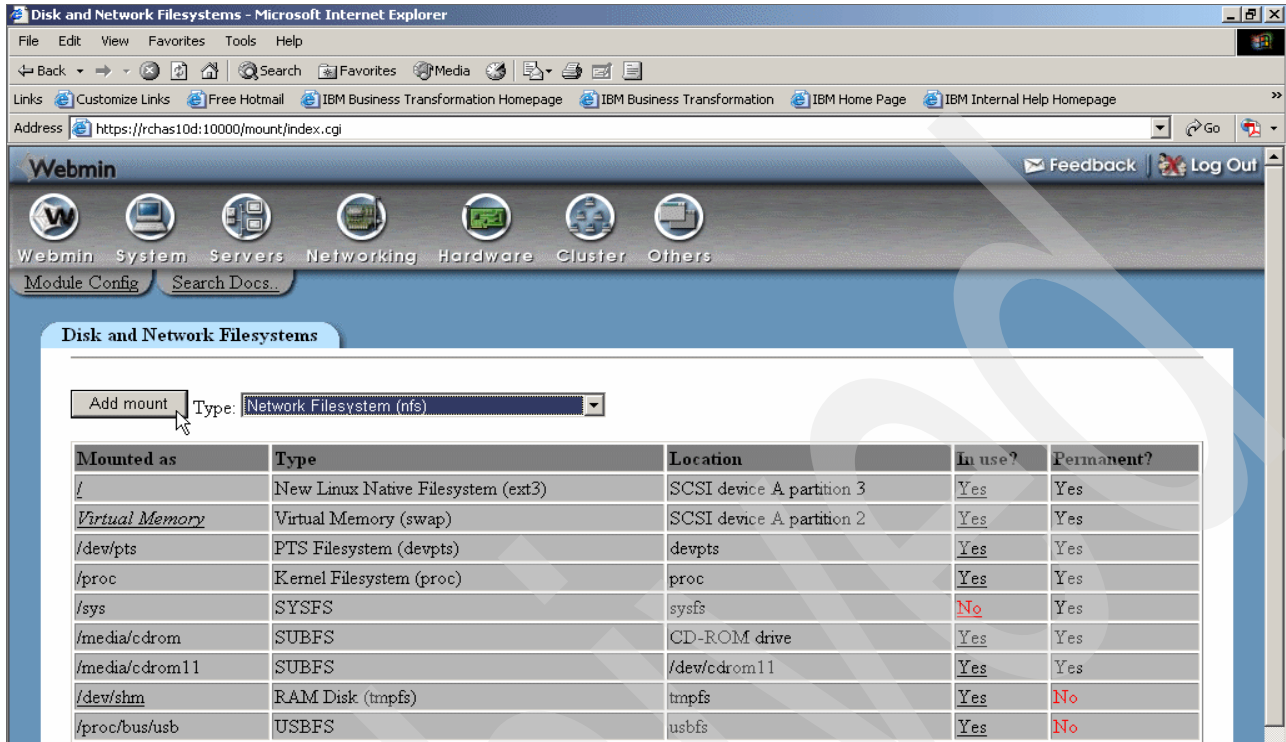 Disk and Network Filesystems - Microsoft Internet Explorer
File Edit View Favorites Tools Help
Back Search Favorites Media
Links Customize Links Free Hotmail IBM Business Transformation Homepage IBM Business Transformation IBM Home Page IBM Internal Help Homepage »
Address https://rchas10d:10000/mount/index.cgi Go
Webmin Feedback Log Out
Webmin System Servers Networking Hardware Cluster Others
Module Config Search Docs..
Disk and Network Filesystems
Add mount Type: Network Filesystem (nfs)
Mounted as Type Location In use? Permanent?
/ New Linux Native Filesystem (ext3) SCSI device A partition 3 Yes Yes
Virtual Memory Virtual Memory (swap) SCSI device A partition 2 Yes Yes
/dev/pts PTS Filesystem (devpts) devpts Yes Yes
/proc Kernel Filesystem (proc) proc Yes Yes
/sys SYSFS sysfs No Yes
/media/cdrom SUBFS CD-ROM drive Yes Yes
/media/cdrom11 SUBFS /dev/cdrom11 Yes Yes
/dev/shm RAM Disk (tmpfs) tmpfs Yes No
/proc/bus/usb USBFS usbfs Yes No